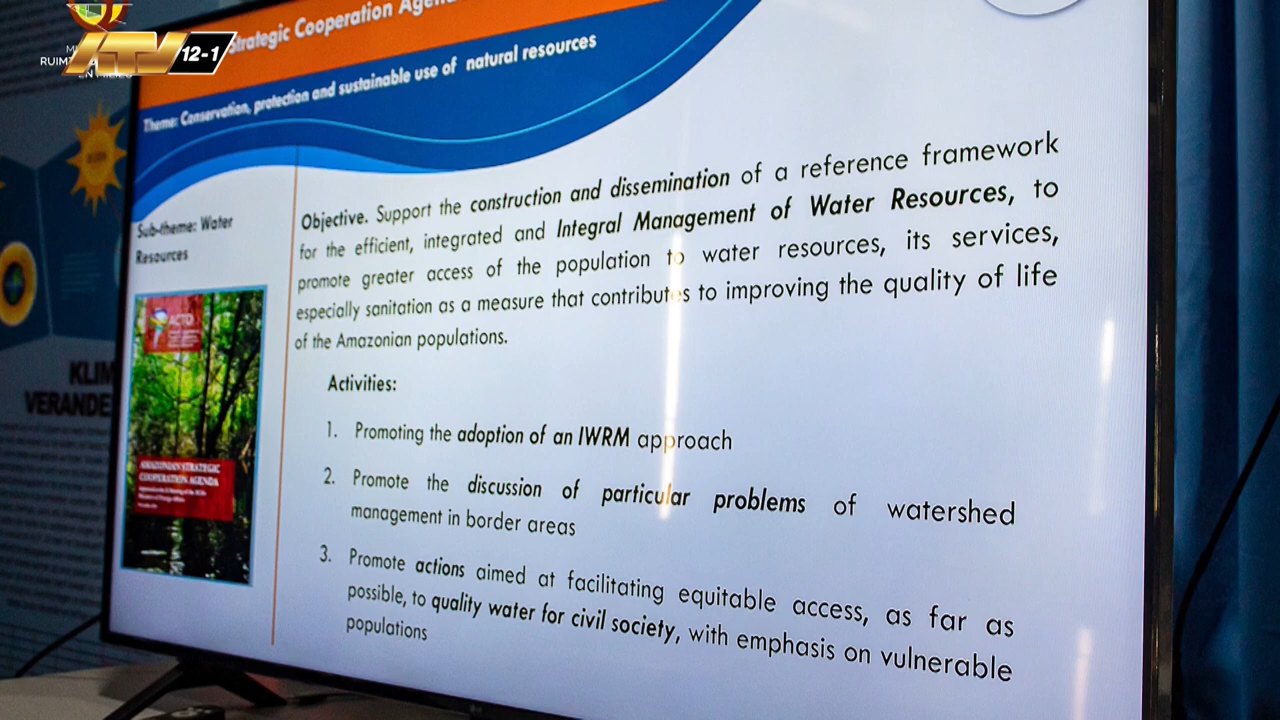 ATV 12-1
RUIMT
EN MILIEU
Strategic Cooperation Agen
Theme: Conservation, protection and sustainable use of natural resources
Sub-theme: Water
Resources
Objective. Support the construction and dissemination of a reference framework
for the efficient, integrated and Integral Management of Water Resources, to
promote greater access of the population to water resources, its services,
especially sanitation as a measure that contributes to improving the quality of life
of the Amazonian populations.
Activities:
1. Promoting the adoption of an IWRM approach
2. Promote the discussion of particular problems of watershed
management in border areas
3. Promote actions aimed at facilitating equitable access, as far as
possible, to quality water for civil society, with emphasis on vulnerable
populations
ACTO
AMAZONIAN STRATEGIC
COOPERATION AGENDA
KLIM
VERANDE